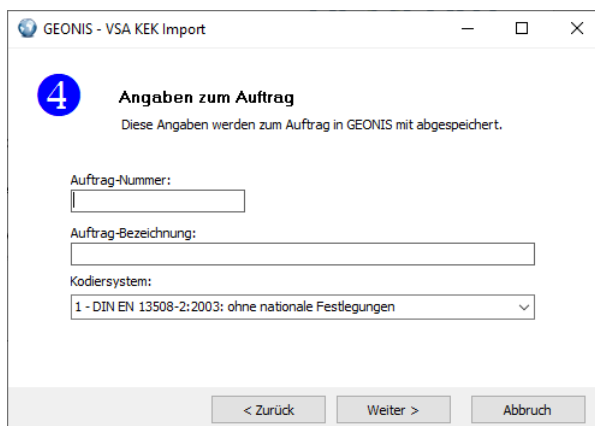 GEONIS - VSA KEK Import
4
Angaben zum Auftrag
Diese Angaben werden zum Auftrag in GEONIS mit abgespeichert.
Auftrag-Nummer:
Auftrag-Bezeichnung:
Kodiersystem:
1 - DIN EN 13508-2:2003: ohne nationale Festlegungen
< Zurück
Weiter >
Abbruch